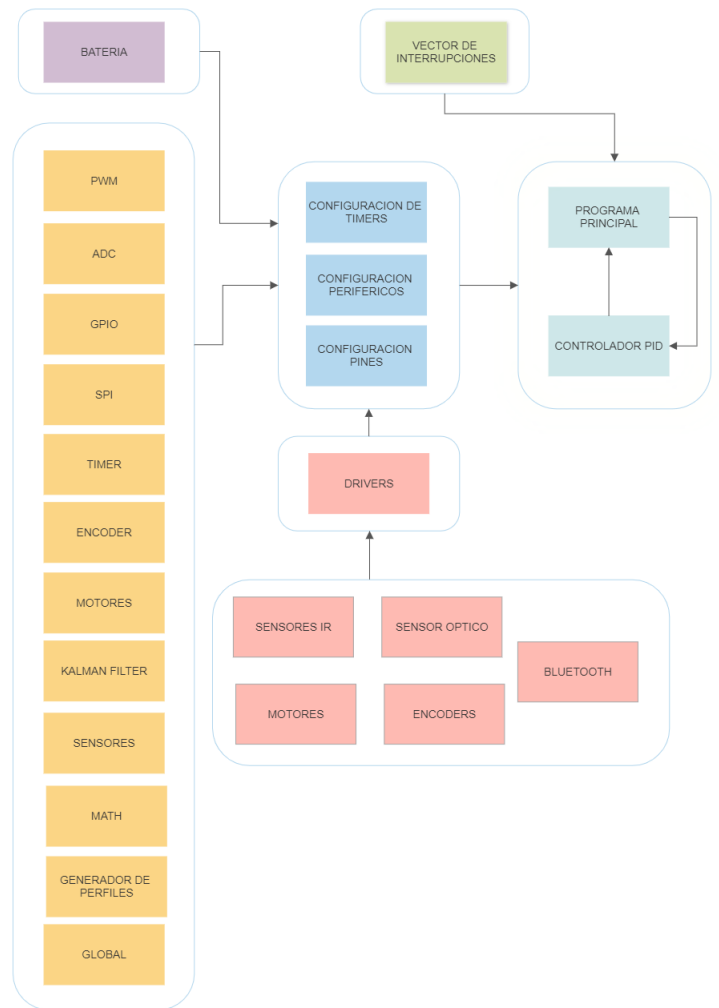 BATERIA
VECTOR DE
INTERRUPCIONES
PWM
ADC
GPIO
SPI
TIMER
ENCODER
MOTORES
KALMAN FILTER
SENSORES
MATH
GENERADOR DE
PERFILES
GLOBAL
CONFIGURACION DE
TIMERS
CONFIGURACION
PERIFERICOS
CONFIGURACION
PINES
PROGRAMA
PRINCIPAL
CONTROLADOR PID
DRIVERS
SENSORES IR
SENSOR OPTICO
BLUETOOTH
MOTORES
ENCODERS